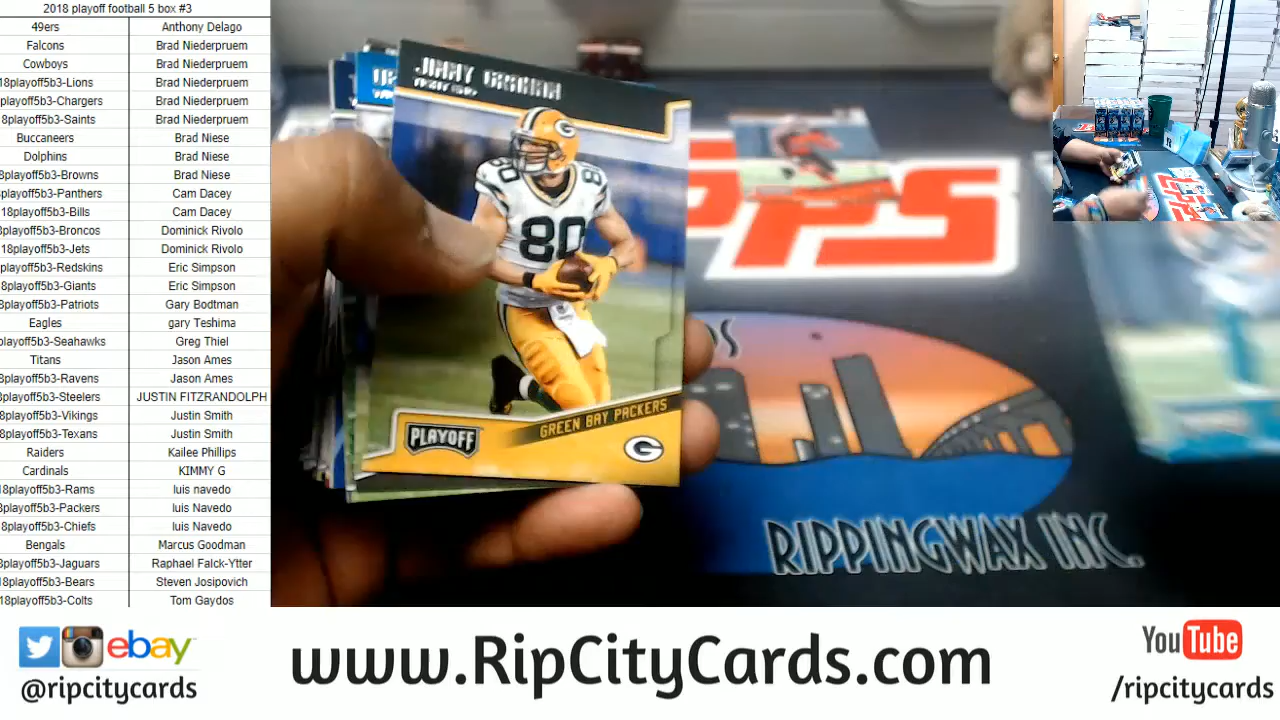 2018 playoff football 5 box #3
49ers Anthony Delago
Falcons Brad Niederpruem
Cowboys Brad Niederpruem
18playoff5b3-Lions Brad Niederpruem
playoff5b3-Chargers Brad Niederpruem
8playoff5b3-Saints Brad Niederpruem
Buccaneers Brad Niese
Dolphins Brad Niese
8playoff5b3-Browns Brad Niese
playoff5b3-Panthers Cam Dacey
18playoff5b3-Bills Cam Dacey
playoff5b3-Broncos Dominick Rivolo
18playoff5b3-Jets Dominick Rivolo
playoff5b3-Redskins Eric Simpson
8playoff5b3-Giants Eric Simpson
8playoff5b3-Patriots Gary Bodtman
Eagles gary Teshima
playoff5b3-Seahawks Greg Thiel
Titans Jason Ames
8playoff5b3-Ravens Jason Ames
8playoff5b3-Steelers JUSTIN FITZRANDOLPH
8playoff5b3-Vikings Justin Smith
8playoff5b3-Texans Justin Smith
Raiders Kailee Phillips
Cardinals KIMMY G
18playoff5b3-Rams luis navedo
8playoff5b3-Packers luis Navedo
8playoff5b3-Chiefs luis Navedo
Bengals Marcus Goodman
8playoff5b3-Jaguars Raphael Falck-Ytter
18playoff5b3-Bears Steven Josipovich
18playoff5b3-Colts Tom Gaydos
JIMMY GRAHAM
TIGHT END
80
80
G
PLAYOFF
GREEN BAY PACKERS
G
PPS
RIPPINGWAX INC.
ebay
@ripcitycards
www.RipCityCards.com
YouTube
/ripcitycards